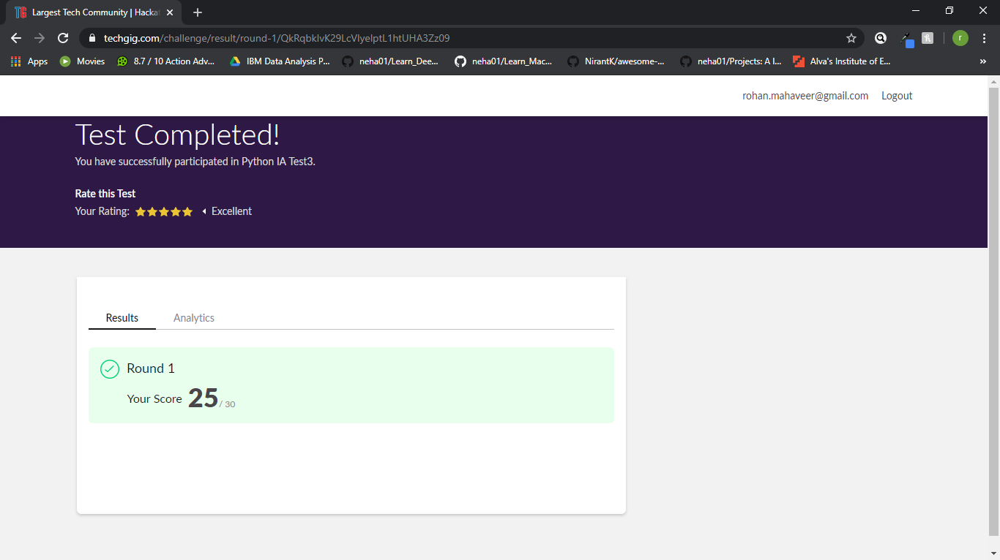 Largest Tech Community | Hacka
techgig.com/challenge/result/round-1/QkRqbklvK29LcVlyelptL1htUHA3Zz09
r
Apps
Movies
8.7 / 10 Action Adv...
IBM Data Analysis P...
neha01/Learn_Dee...
neha01/Learn_Mac...
NirantK/awesome-...
neha01/Projects: A l...
Alva's Institute of E...
»
rohan.mahaveer@gmail.com Logout
Test Completed!
You have successfully participated in Python IA Test3.
Rate this Test
Your Rating: Excellent
Results Analytics
Round 1
Your Score 25 / 30